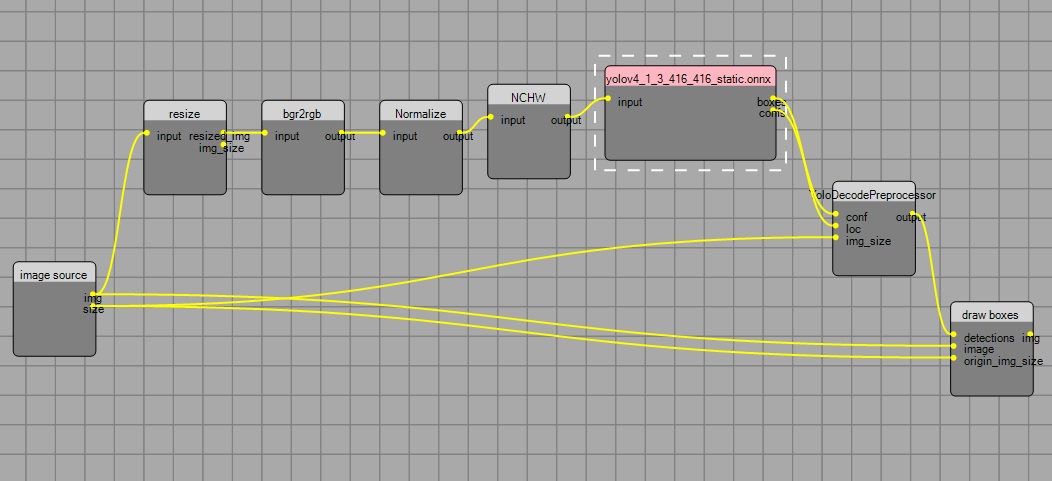 resize
input
resized_img
img_size
bgr2rgb
input
output
Normalize
input
output
NCHW
input
output
yolov4_1_3_416_416_static.onnx
input
boxes
coms
YoloDecodePreprocessor
conf
loc
img_size
output
image source
img
size
draw boxes
detections
image
origin_img_size
img